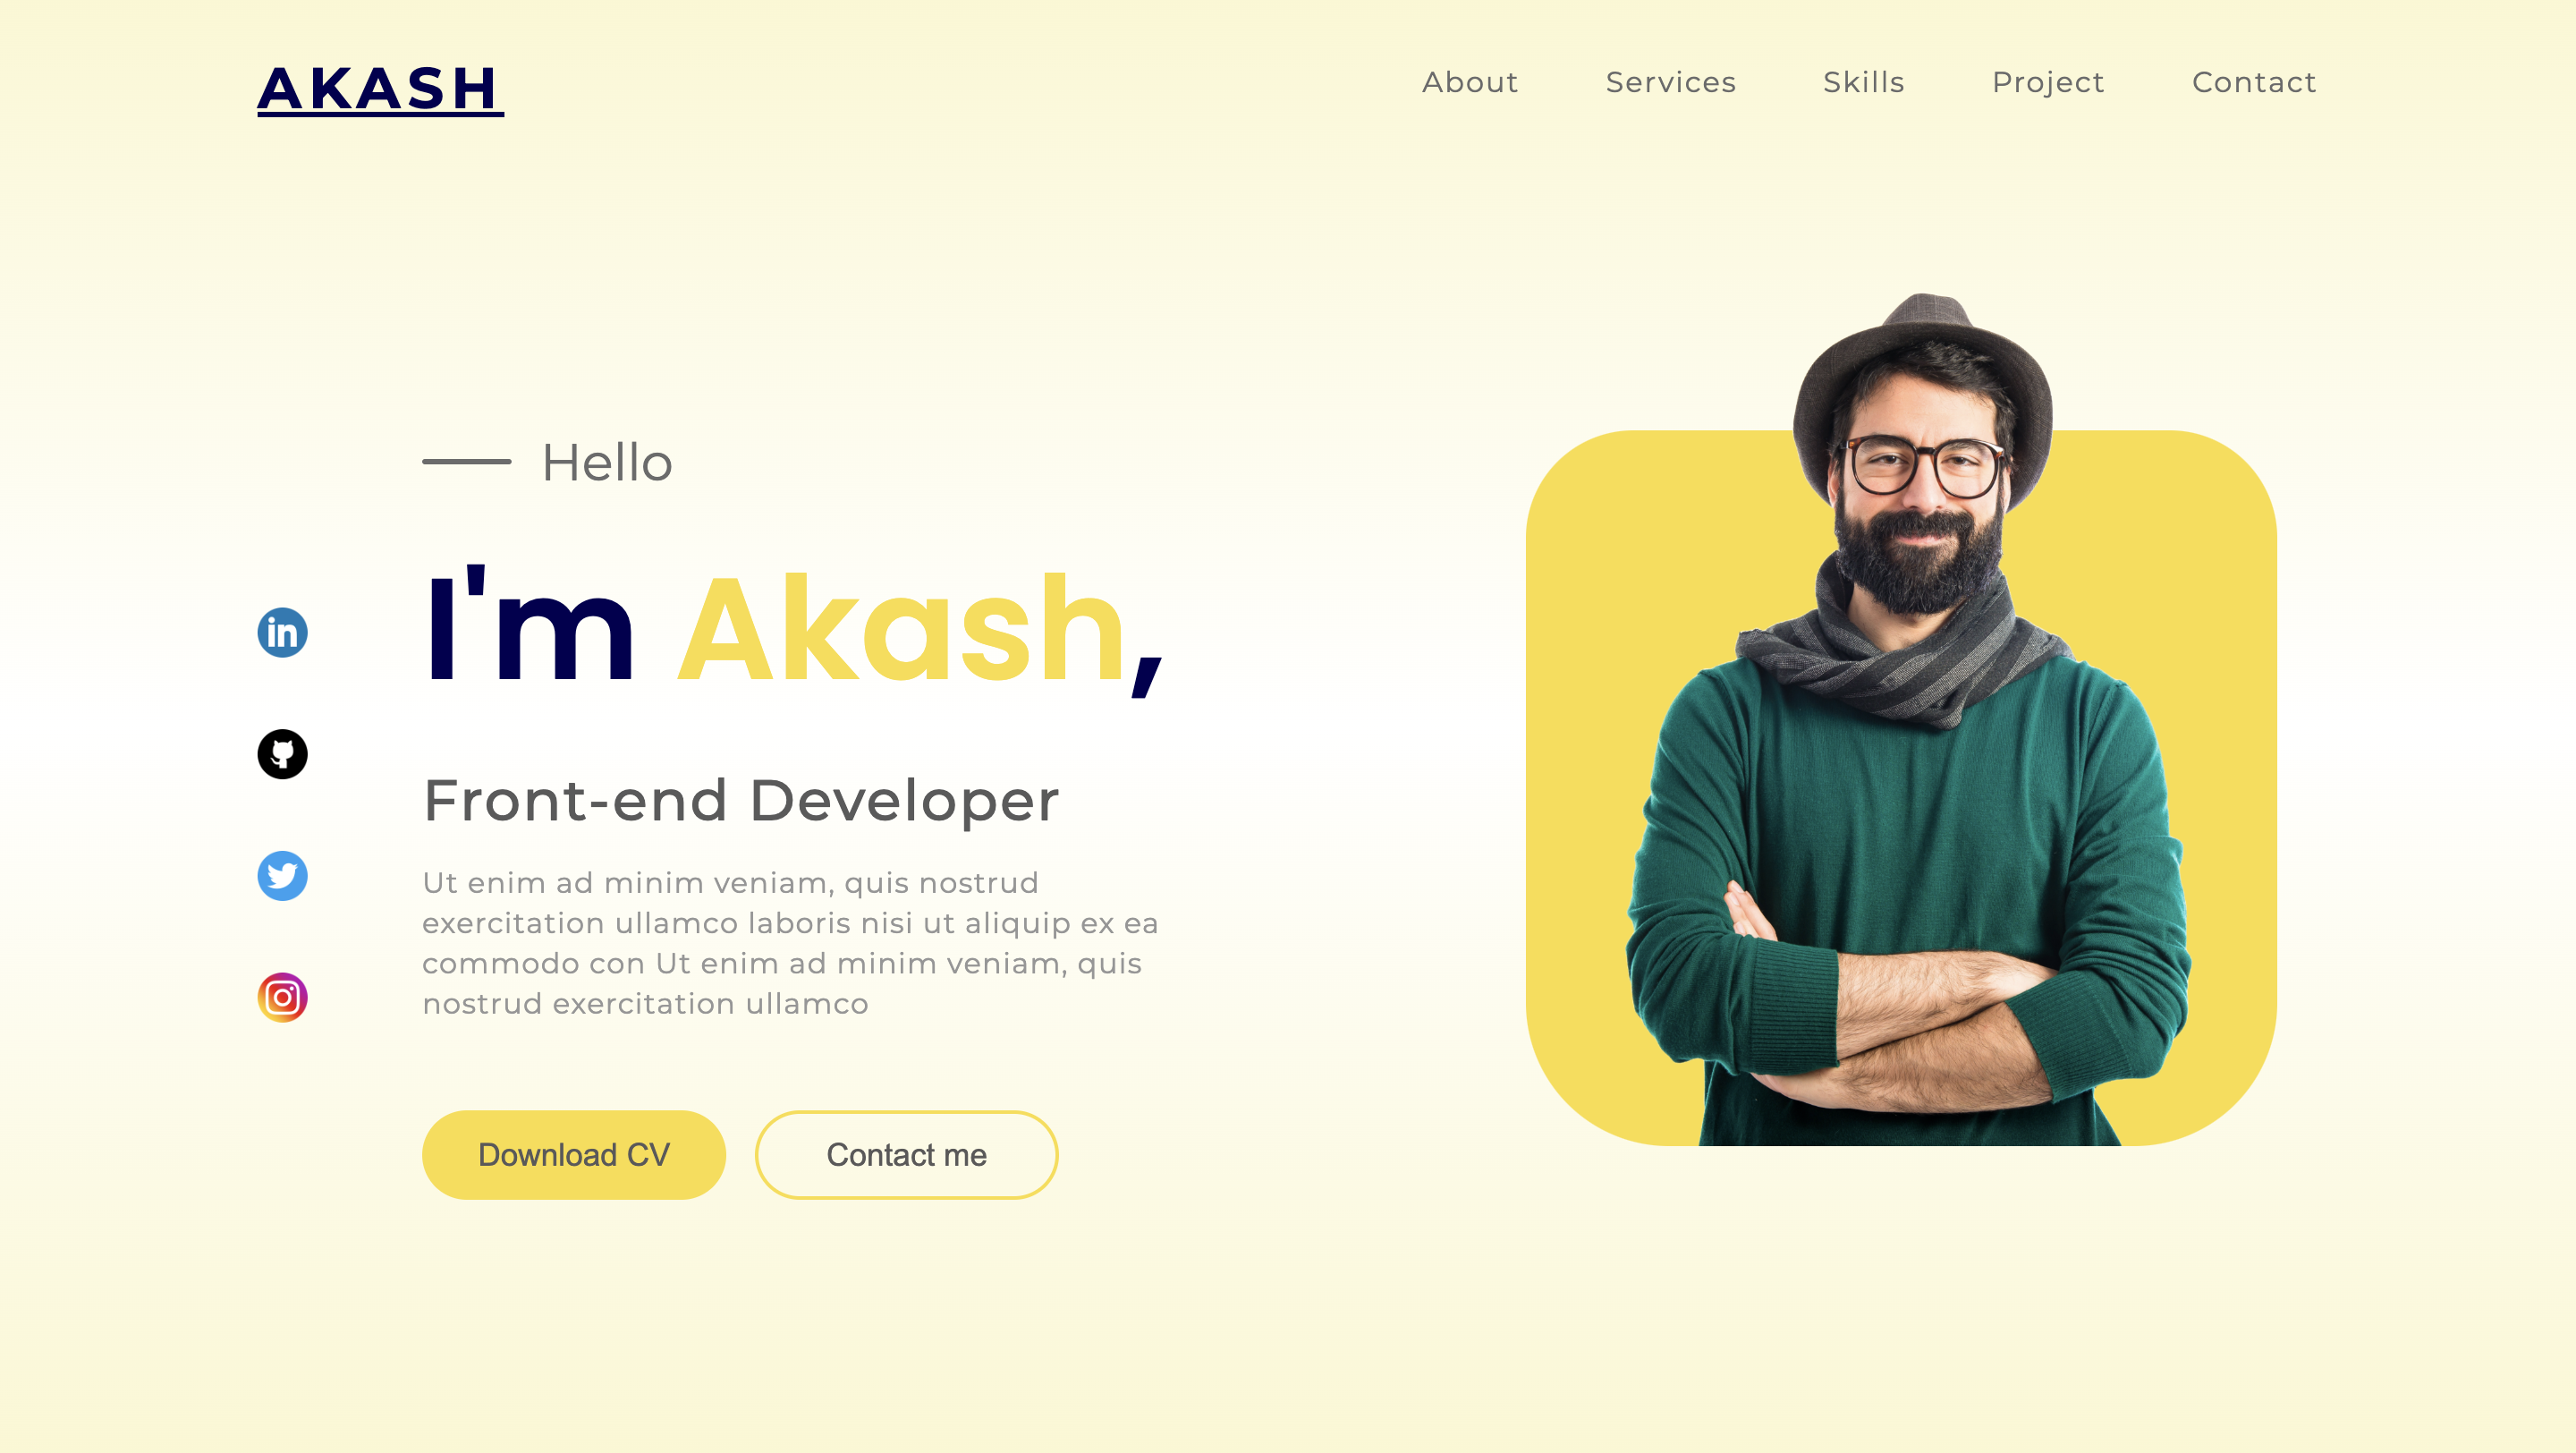 AKASH
About Services Skills Project Contact
Hello
I'm Akash,
in
Front-end Developer
Ut enim ad minim veniam, quis nostrud
exercitation ullamco laboris nisi ut aliquip ex ea
commodo con Ut enim ad minim veniam, quis
nostrud exercitation ullamco
Download CV Contact me